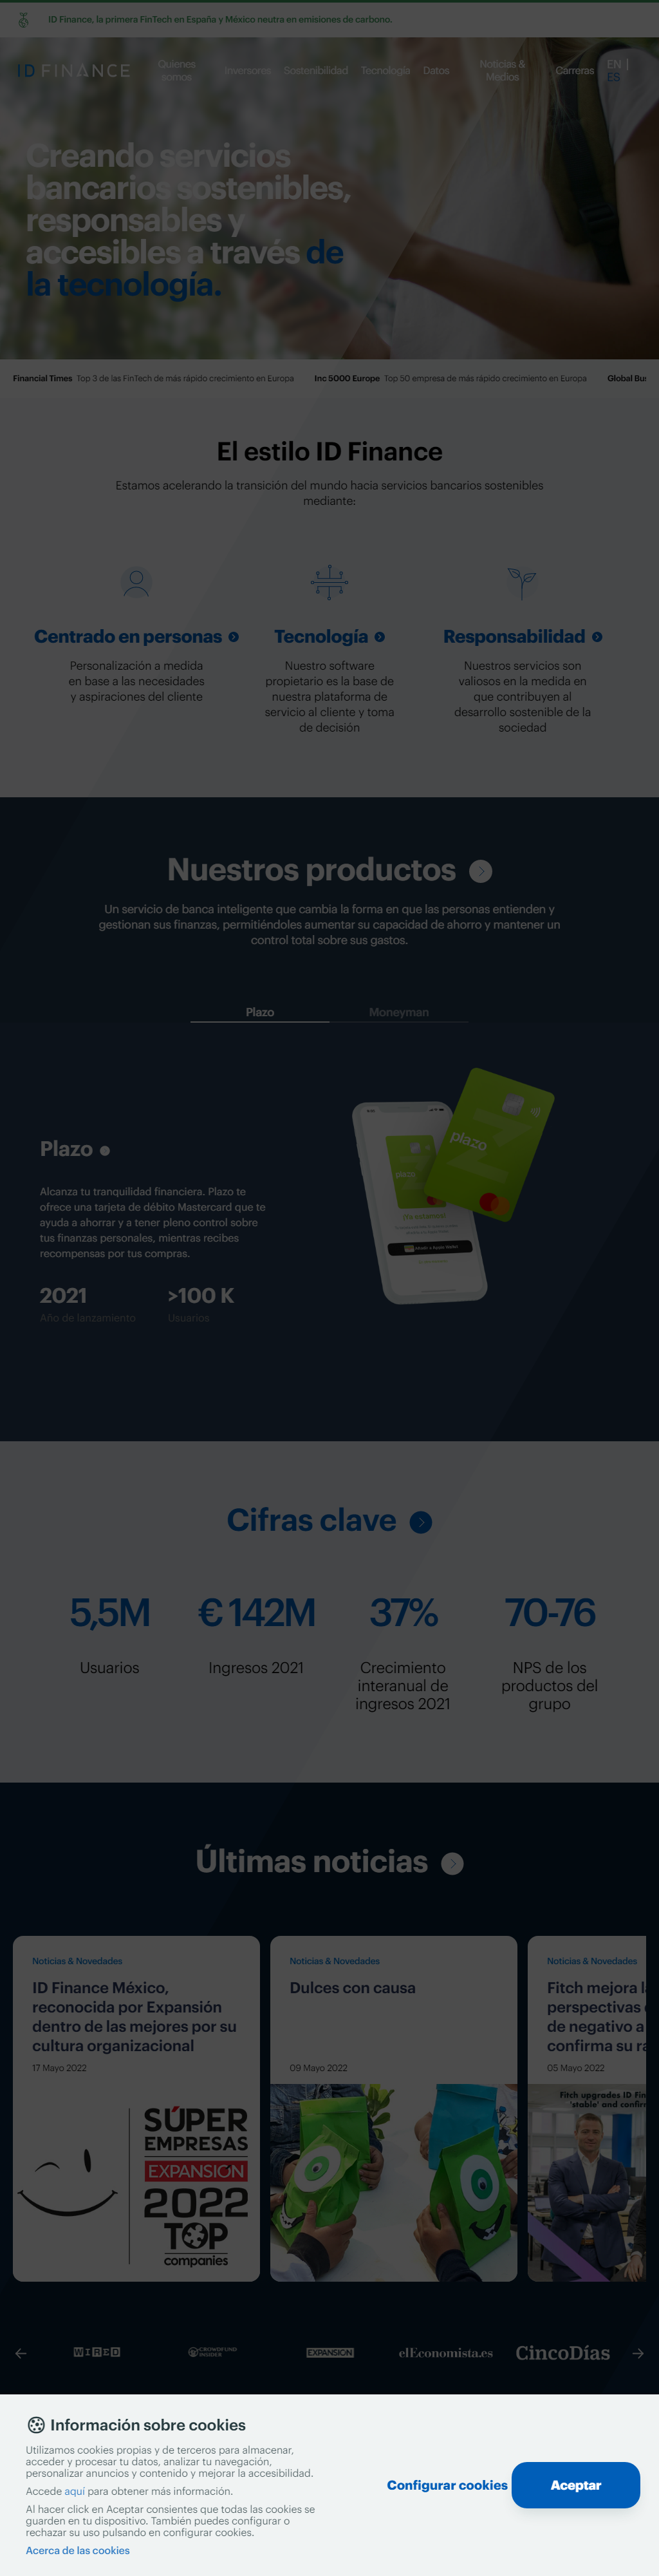 ID Finance, la primera FinTech en España y México neutra en emisiones de carbono.
ID FINANCE
Quienes somos
Inversores
Sostenibilidad
Tecnología
Datos
Noticias & Medios
Carreras
EN |
ES
Creando servicios
bancarios sostenibles,
responsables y
accesibles a través de
la tecnología.
Financial Times Top 3 de las FinTech de más rápido crecimiento en Europa
Inc 5000 Europe Top 50 empresa de más rápido crecimiento en Europa
Global
El estilo ID Finance
Estamos acelerando la transición del mundo hacia servicios bancarios sostenibles
mediante:
Centrado en personas
Personalización a medida
en base a las necesidades
y aspiraciones del cliente
Tecnología
Nuestro software
propietario es la base de
nuestra plataforma de
servicio al cliente y toma
de decisión
Responsabilidad
Nuestros servicios son
valiosos en la medida en
que contribuyen al
desarrollo sostenible de la
sociedad
Nuestros productos
Un servicio de banca inteligente que cambia la forma en que las personas entienden y
gestionan sus finanzas, permitiéndoles aumentar su capacidad de ahorro y mantener un
control total sobre sus gastos.
Plazo
Moneyman
Plazo
Alcanza tu tranquilidad financiera. Plazo te
ofrece una tarjeta de débito Mastercard que te
ayuda a ahorrar y a tener pleno control sobre
tus finanzas personales, mientras recibes
recompensas por tus compras.
2021
Año de lanzamiento
>100 K
Usuarios
plazo
Cifras clave
5,5M
Usuarios
€ 142M
Ingresos 2021
37%
Crecimiento
interanual de
ingresos 2021
70-76
NPS de los
productos del
grupo
Últimas noticias
Noticias & Novedades
ID Finance México,
reconocida por Expansión
dentro de las mejores por su
cultura organizacional
17 Mayo 2022
SÚPER
EMPRESAS
EXPANSIÓN
2022
TOP
companies
Noticias & Novedades
Dulces con causa
09 Mayo 2022
Noticias & Novedades
Fitch mejora
perspectivas
de negativo a
confirma su
05 Mayo 2022
Fitch upgrades ID
'stable' and
WIRED
CROWDFUND
INSIDER
EXPANSION
elEconomista.es
CincoDías
Información sobre cookies
Utilizamos cookies propias y de terceros para almacenar,
acceder y procesar tu datos, analizar tu navegación,
personalizar anuncios y contenido y mejorar la accesibilidad.
Accede aquí para obtener más información.
Al hacer click en Aceptar consientes que todas las cookies se
guarden en tu dispositivo. También puedes configurar o
rechazar su uso pulsando en configurar cookies.
Acerca de las cookies
Configurar cookies
Aceptar